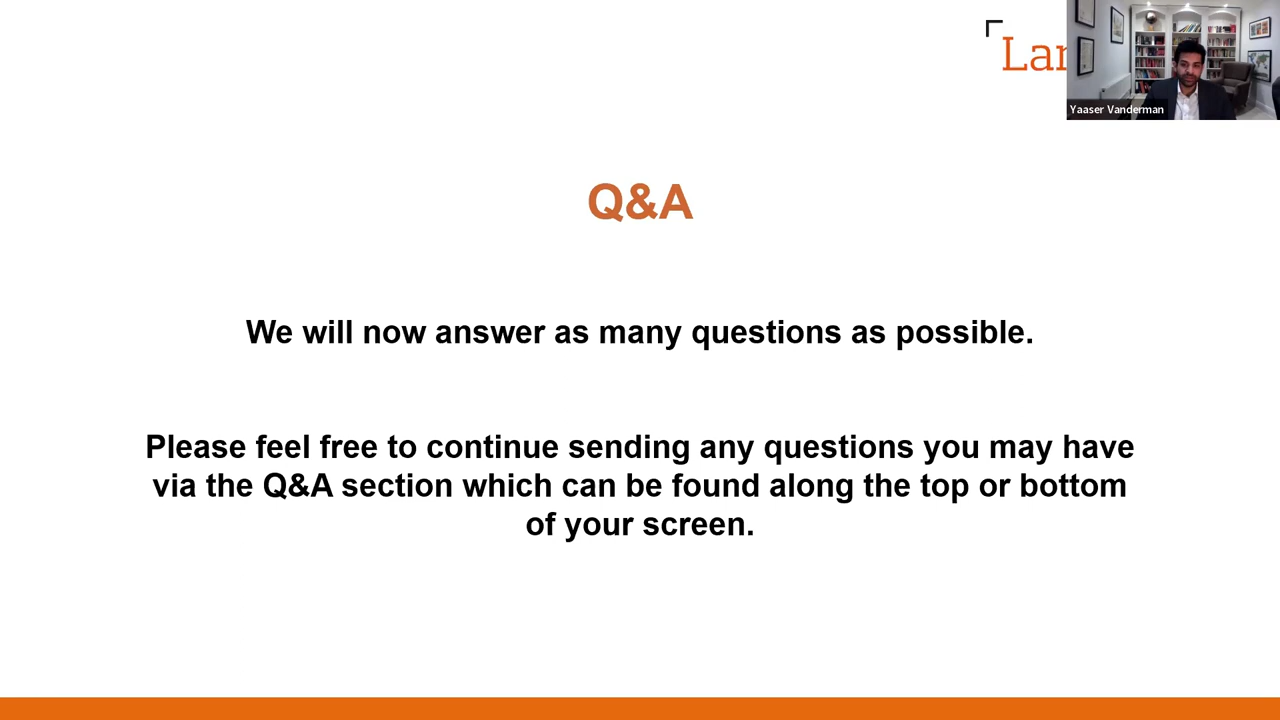 Yaaser Vanderman
Q&A
We will now answer as many questions as possible.
Please feel free to continue sending any questions you may have
via the Q&A section which can be found along the top or bottom
of your screen.